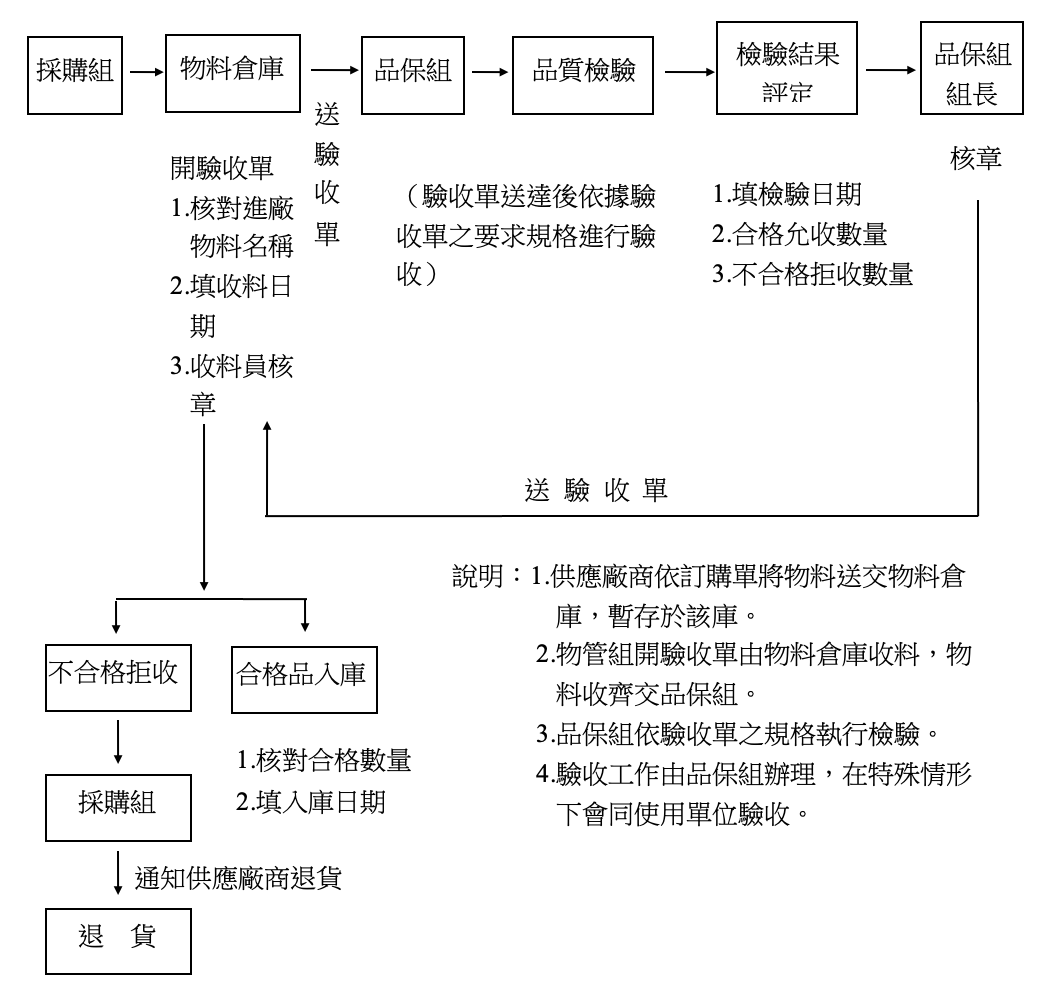 採購組
物料倉庫
品保組
品質檢驗
檢驗結果
評定
品保組
組長
送
驗
收
單
核章
開驗收單
1.核對進廠
物料名稱
2.填收料日
期
3.收料員核
章
（驗收單送達後依據驗
收單之要求規格進行驗
收）
1.填檢驗日期
2.合格允收數量
3.不合格拒收數量
送 驗 收 單
說明：1.供應廠商依訂購單將物料送交物料倉
庫，暫存於該庫。
2.物管組開驗收單由物料倉庫收料，物
料收齊交品保組。
3.品保組依驗收單之規格執行檢驗。
4.驗收工作由品保組辦理，在特殊情形
下會同使用單位驗收。
不合格拒收
合格品入庫
1.核對合格數量
2.填入庫日期
採購組
通知供應廠商退貨
退　貨